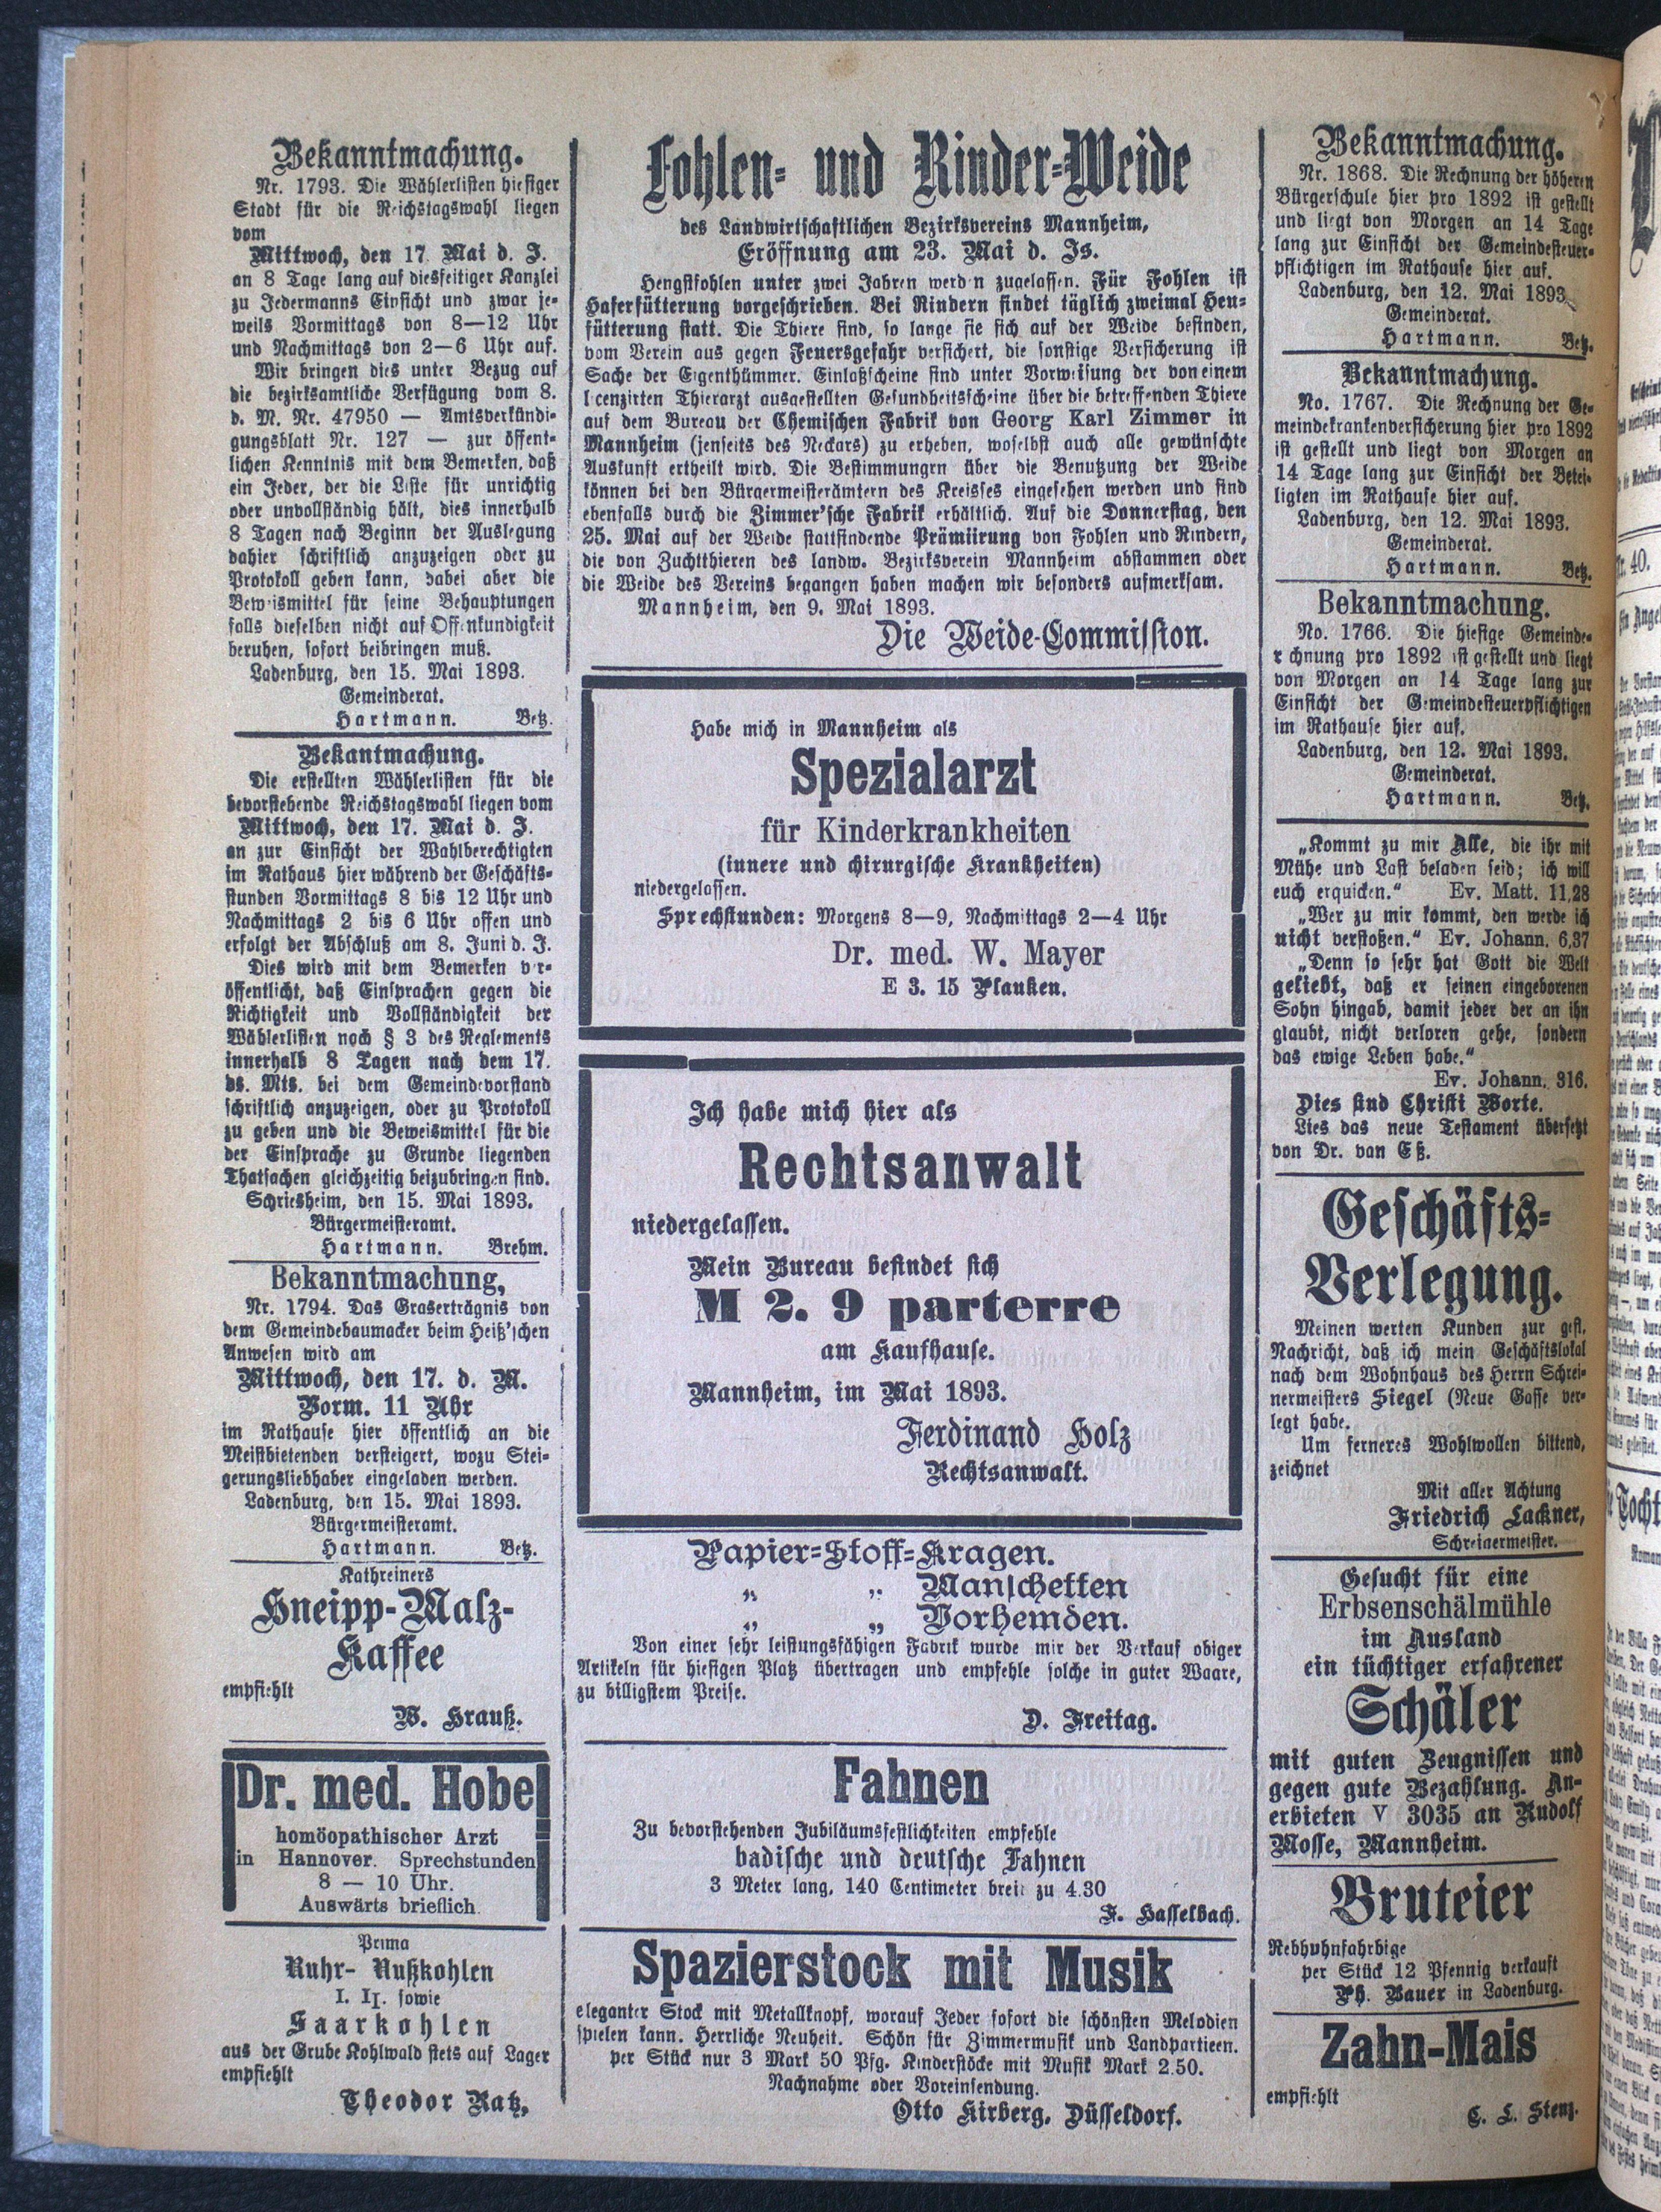 Bekanntmachung.
Nr. 1793. Die Wählerlisten hiesiger
Stadt für die Reichstagswahl liegen
vom
Mittwoch, den 17. Mai d. J.
an 8 Tage lang auf diesseitiger Kanzlei
zu Jedermanns Einsicht und zwar je-
weils Vormittags von 8—12 Uhr
und Nachmittags von 2—6 Uhr auf.
Wir bringen dies unter Bezug auf
die bezirksamtliche Verfügung vom 8.
d. M. Nr. 47950 — Amtsverkündi-
gungsblatt Nr. 127 — zur öffent-
lichen Kenntnis mit dem Bemerken, daß
ein Jeder, der die Liste für unrichtig
oder unvollständig hält, dies innerhalb
8 Tagen nach Beginn der Auslegung
dahier schriftlich anzuzeigen oder zu
Protokoll geben kann, dabei aber die
Beweismittel für seine Behauptungen
falls dieselben nicht auf Offenkundigkeit
beruhen, sofort beibringen muß.
Ladenburg, den 15. Mai 1893.
Gemeinderat.
Hartmann. Betz.
Bekantmachung.
Die erstellten Wählerlisten für die
bevorstehende Reichstagswahl liegen vom
Mittwoch, den 17. Mai d. J.
an zur Einsicht der Wahlberechtigten
im Rathaus hier während der Geschäfts-
stunden Vormittags 8 bis 12 Uhr und
Nachmittags 2 bis 6 Uhr offen und
erfolgt der Abschluß am 8. Juni d. J.
Dies wird mit dem Bemerken ver-
öffentlicht, daß Einsprachen gegen die
Richtigkeit und Vollständigkeit der
Wählerlisten nach § 3 des Reglements
innerhalb 8 Tagen nach dem 17.
ds. Mts. bei dem Gemeindevorstand
schriftlich anzuzeigen, oder zu Protokoll
zu geben und die Beweismittel für die
der Einsprache zu Grunde liegenden
Thatsachen gleichzeitig beizubringen sind.
Schriesheim, den 15. Mai 1893.
Bürgermeisteramt.
Hartmann. Brehm.
Bekanntmachung,
Nr. 1794. Das Graserträgnis von
dem Gemeindebaumacker beim Heiß'schen
Anwesen wird am
Mittwoch, den 17. d. M.
Vorm. 11 Uhr
im Rathause hier öffentlich an die
Meistbietenden versteigert, wozu Stei-
gerungsliebhaber eingeladen werden.
Ladenburg, den 15. Mai 1893.
Bürgermeisteramt.
Hartmann. Betz.
Kathreiners
Kneipp-Malz-
Kaffee
empfiehlt
W. Krauß.
Dr. med. Hobe
homöopathischer Arzt
in Hannover. Sprechstunden
8 — 10 Uhr.
Auswärts brieflich.
Prima
Ruhr- Nußkohlen
I. II. sowie
Saarkohlen
aus der Grube Kohlwald stets auf Lager
empfiehlt
Theodor Ratz,
Fohlen- und Rinder-Weide
des Landwirtschaftlichen Bezirksvereins Mannheim,
Eröffnung am 23. Mai d. Js.
Hengstfohlen unter zwei Jahren werden zugelassen. Für Fohlen ist
Haferfütterung vorgeschrieben. Bei Rindern findet täglich zweimal Heu-
fütterung statt. Die Thiere sind, so lange sie sich auf der Weide befinden,
vom Verein aus gegen Feuersgefahr versichert, die sonstige Versicherung ist
Sache der Eigenthümmer. Einlaßscheine sind unter Vorweisung der von einem
licenzirten Thierarzt ausgestellten Gesundheitsscheine über die betreffenden Thiere
auf dem Bureau der Chemischen Fabrik von Georg Karl Zimmer in
Mannheim (jenseits des Neckars) zu erheben, woselbst auch alle gewünschte
Auskunft ertheilt wird. Die Bestimmungen über die Benutzung der Weide
können bei den Bürgermeisterämtern des Kreisses eingesehen werden und sind
ebenfalls durch die Zimmer'sche Fabrik erhältlich. Auf die Donnerstag, den
25. Mai auf der Weide stattfindende Prämiirung von Fohlen und Rindern,
die von Zuchtthieren des landw. Bezirksverein Mannheim abstammen oder
die Weide des Vereins begangen haben machen wir besonders aufmerksam.
Mannheim, den 9. Mai 1893.
Die Weide-Commission.
Habe mich in Mannheim als
Spezialarzt
für Kinderkrankheiten
(innere und chirurgische Krankheiten)
niedergelassen.
Sprechstunden: Morgens 8—9, Nachmittags 2—4 Uhr
Dr. med. W. Mayer
E 3. 15 Planken.
Ich habe mich hier als
Rechtsanwalt
niedergelassen.
Mein Bureau befindet sich
M 2. 9 parterre
am Kaufhause.
Mannheim, im Mai 1893.
Ferdinand Holz
Rechtsanwalt.
Papier-Stoff-Kragen.
„ „ Manschetten
„ „ Vorhemden.
Von einer sehr leistungsfähigen Fabrik wurde mir der Verkauf obiger
Artikeln für hiesigen Platz übertragen und empfehle solche in guter Waare,
zu billigstem Preise.
D. Freitag.
Fahnen
Zu bevorstehenden Jubiläumsfestlichkeiten empfehle
badische und deutsche Fahnen
3 Meter lang, 140 Centimeter breit zu 4.30
F. Hasselbach.
Spazierstock mit Musik
eleganter Stock mit Metallknopf, worauf Jeder sofort die schönsten Melodien
spielen kann. Herrliche Neuheit. Schön für Zimmermusik und Landpartieen.
per Stück nur 3 Mark 50 Pfg. Kinderstöcke mit Musik Mark 2.50.
Nachnahme oder Voreinsendung.
Otto Kirberg, Düsseldorf.
Bekanntmachung.
Nr. 1868. Die Rechnung der höheren
Bürgerschule hier pro 1892 ist gestellt
und liegt von Morgen an 14 Tage
lang zur Einsicht der Gemeindesteuer-
pflichtigen im Rathause hier auf.
Ladenburg, den 12. Mai 1893
Gemeinderat.
Hartmann. Betz.
Bekanntmachung.
No. 1767. Die Rechnung der Ge-
meindekrankenversicherung hier pro 1892
ist gestellt und liegt von Morgen an
14 Tage lang zur Einsicht der Betei-
ligten im Rathause hier auf.
Ladenburg, den 12. Mai 1893.
Gemeinderat.
Hartmann. Betz.
Bekanntmachung.
No. 1766. Die hiesige Gemeinde-
rechnung pro 1892 ist gestellt und liegt
von Morgen an 14 Tage lang zur
Einsicht der Gemeindesteuerpflichtigen
im Rathause hier auf.
Ladenburg, den 12. Mai 1893.
Gemeinderat.
Hartmann. Betz.
„Kommt zu mir Alle, die ihr mit
Mühe und Last beladen seid; ich will
euch erquicken.“ Ev. Matt. 11,28
„Wer zu mir kommt, den werde ich
nicht verstoßen.“ Ev. Johann. 6,37
„Denn so sehr hat Gott die Welt
geliebt, daß er seinen eingeborenen
Sohn hingab, damit jeder der an ihn
glaubt, nicht verloren gehe, sondern
das ewige Leben habe.“
Ev. Johann. 316.
Dies sind Christi Worte.
Lies das neue Testament übersetzt
von Dr. van Eß.
Geschäfts-
Verlegung.
Meinen werten Kunden zur gefl.
Nachricht, daß ich mein Geschäftslokal
nach dem Wohnhaus des Herrn Schrei-
nermeisters Siegel (Neue Gasse ver-
legt habe.
Um ferneres Wohlwollen bittend,
zeichnet
Mit aller Achtung
Friedrich Lackner,
Schreinermeister.
Gesucht für eine
Erbsenschälmühle
im Ausland
ein tüchtiger erfahrener
Schäler
mit guten Zeugnissen und
gegen gute Bezahlung. An-
erbieten V 3035 an Rudolf
Mosse, Mannheim.
Bruteier
Rebhuhnfahrbige
per Stück 12 Pfennig verkauft
Ph. Bauer in Ladenburg.
Zahn-Mais
empfiehlt
C. L. Stenz.